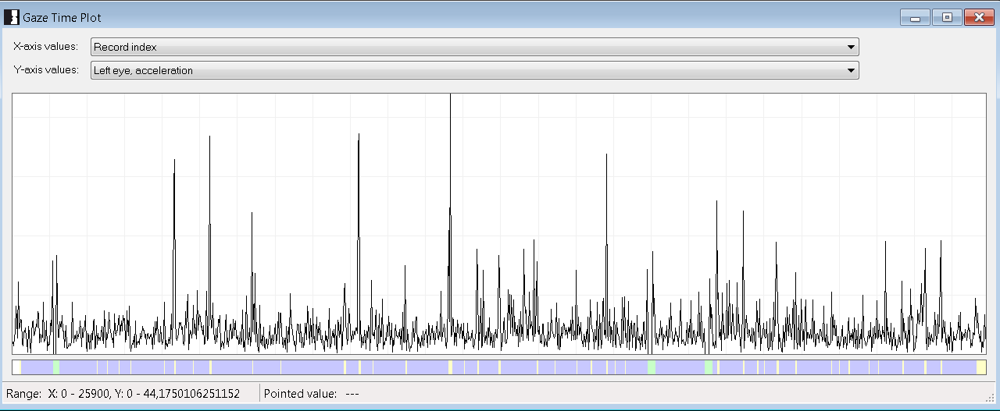 Gaze Time Plot
X-axis values: Record index
Y-axis values: Left eye, acceleration
Range: X: 0 - 25900, Y: 0 - 44,1750106251152 Pointed value: ---